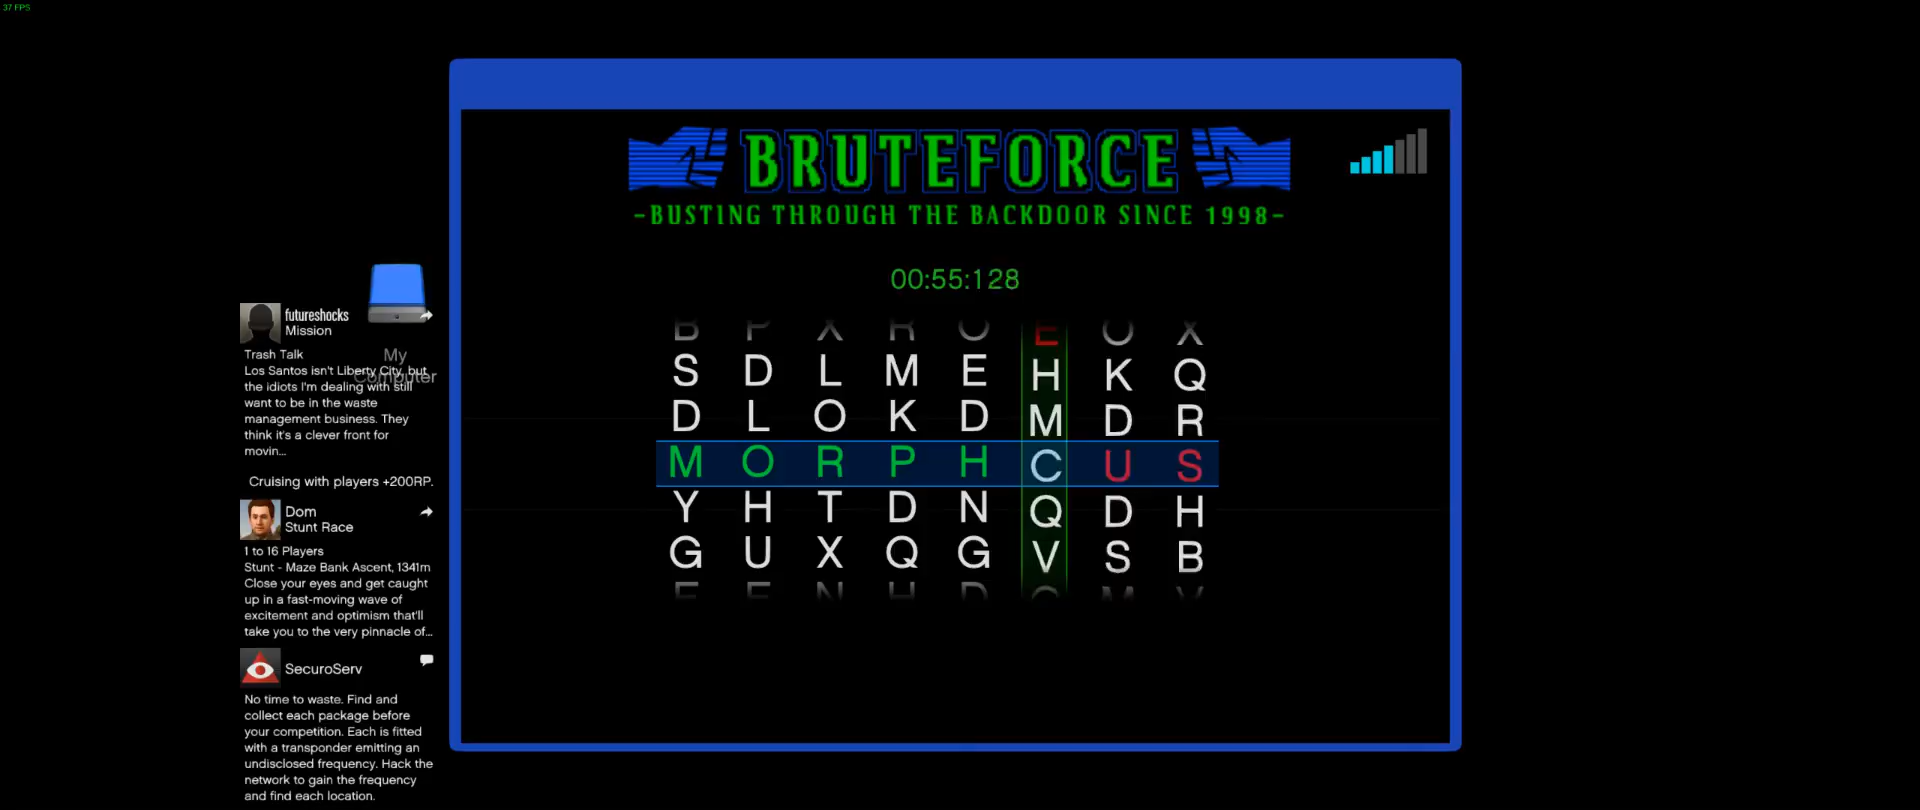 37 FPS
BRUTEFORCE
-BUSTING THROUGH THE BACKDOOR SINCE 1998-
00:55:128
B P X R O E O X
S D L M E H K Q
D L O K D M D R
M O R P H C U S
Y H T D N Q D H
G U X Q G V S B
My
Computer
futureshocks
Mission
Trash Talk
Los Santos isn't Liberty City, but
the idiots I'm dealing with still
want to be in the waste
management business. They
think it's a clever front for
movin...
Cruising with players +200RP.
Dom
Stunt Race
1 to 16 Players
Stunt - Maze Bank Ascent, 1341m
Close your eyes and get caught
up in a fast-moving wave of
excitement and optimism that'll
take you to the very pinnacle of...
SecuroServ
No time to waste. Find and
collect each package before
your competition. Each is fitted
with a transponder emitting an
undisclosed frequency. Hack the
network to gain the frequency
and find each location.